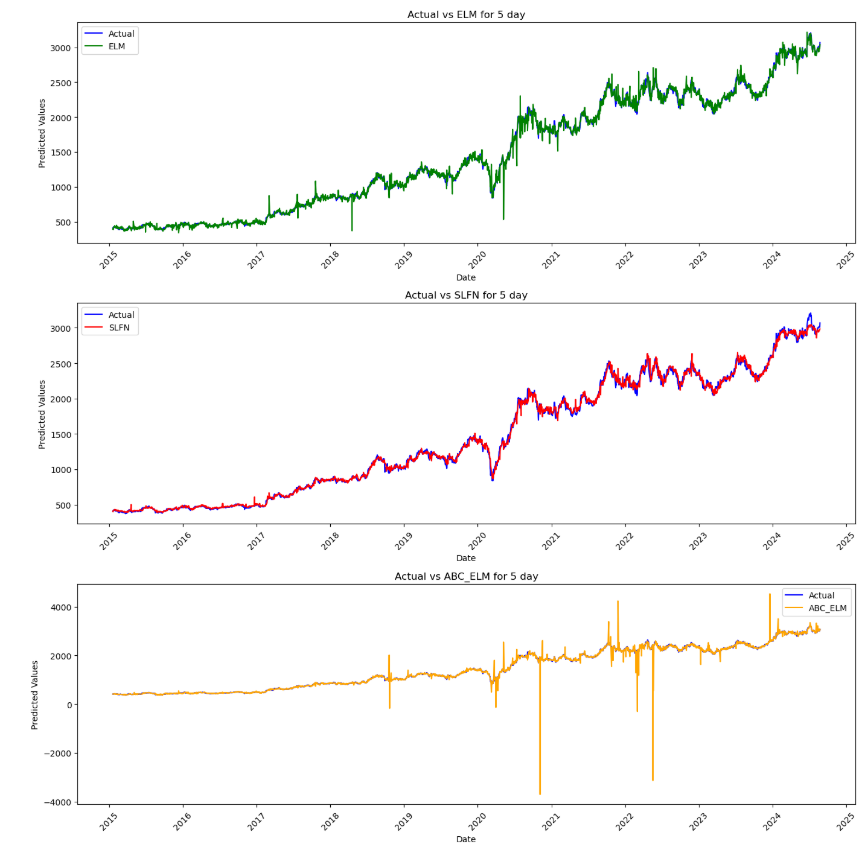 Actual vs ELM for 5 day
Actual
ELM
3000
2500
2000
1500
1000
500
Predicted Values
2015 2016 2017 2018 2019 2020 2021 2022 2023 2024 2025
Date
Actual vs SLFN for 5 day
Actual
SLFN
3000
2500
2000
1500
1000
500
Predicted Values
2015 2016 2017 2018 2019 2020 2021 2022 2023 2024 2025
Date
Actual vs ABC_ELM for 5 day
Actual
ABC_ELM
4000
2000
0
−2000
−4000
Predicted Values
2015 2016 2017 2018 2019 2020 2021 2022 2023 2024 2025
Date